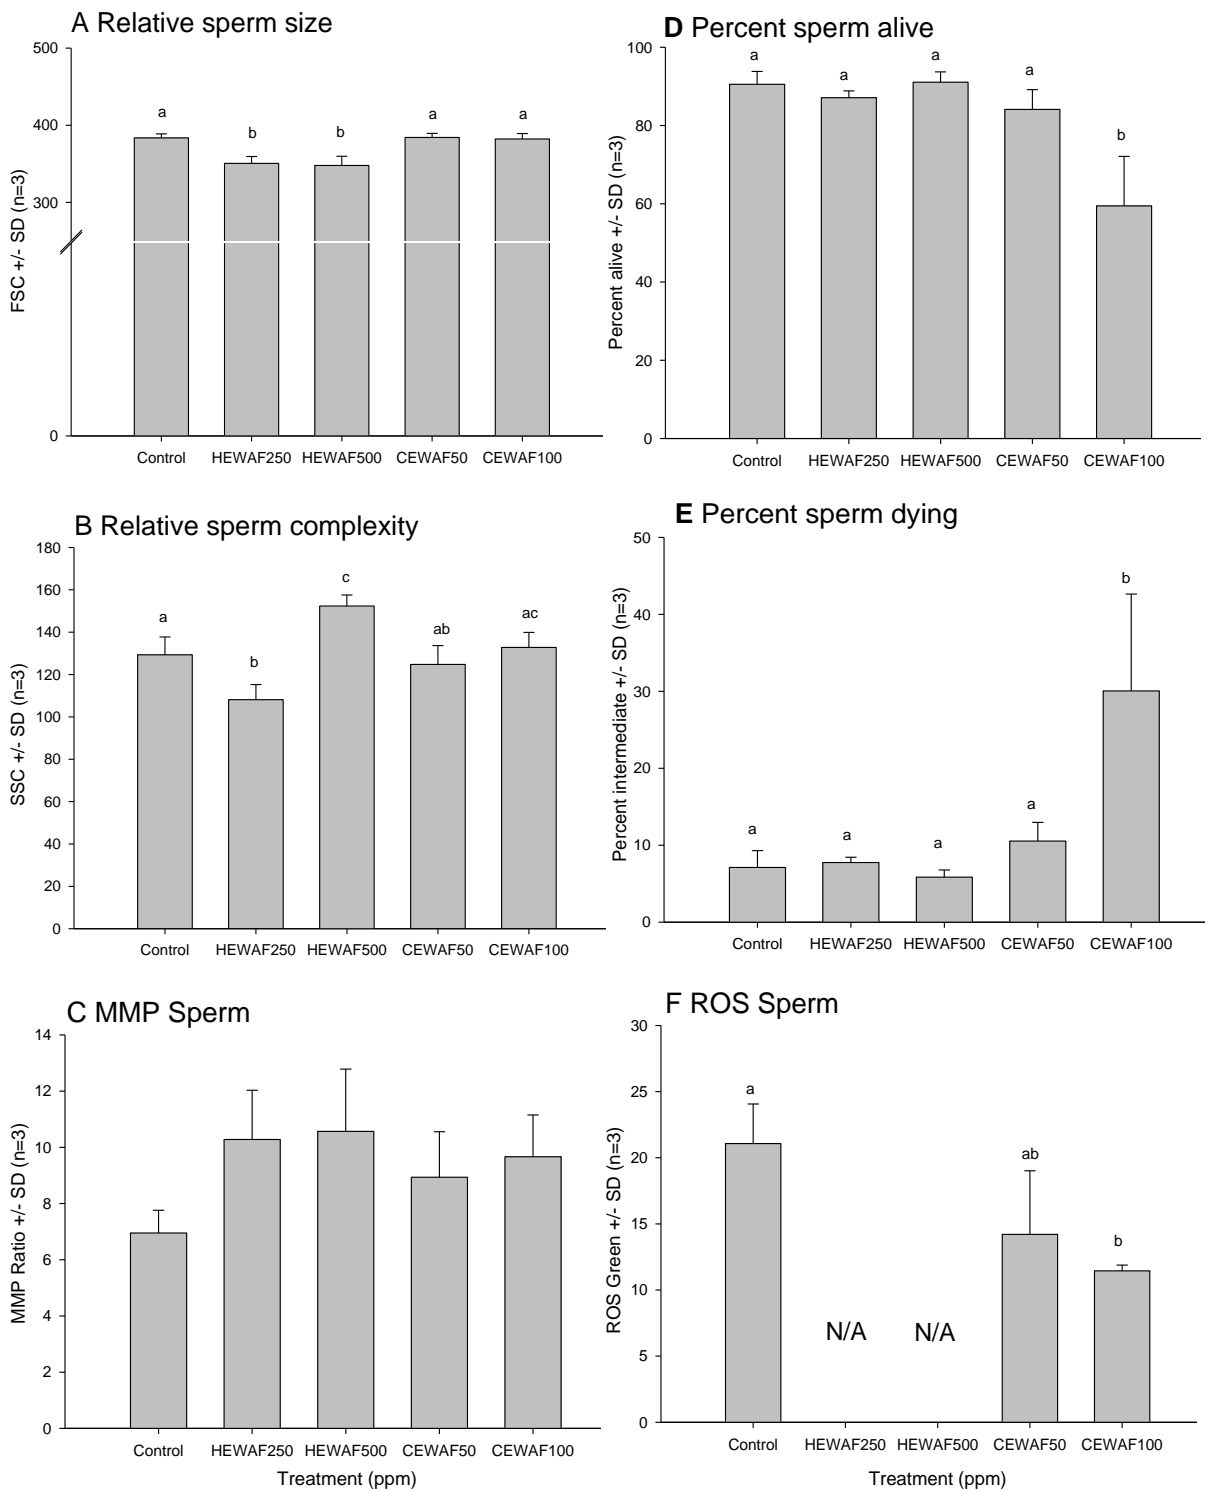 A Relative sperm size
500
400
300
0
FSC +/- SD (n=3)
a
b
b
a
a
Control HEWAF250 HEWAF500 CEWAF50 CEWAF100
B Relative sperm complexity
180
160
140
120
100
80
60
40
20
0
SSC +/- SD (n=3)
a
b
c
ab
ac
Control HEWAF250 HEWAF500 CEWAF50 CEWAF100
C MMP Sperm
14
12
10
8
6
4
2
0
MMP Ratio +/- SD (n=3)
Control HEWAF250 HEWAF500 CEWAF50 CEWAF100
Treatment (ppm)
D Percent sperm alive
100
80
60
40
20
0
Percent alive +/- SD (n=3)
a
a
a
a
b
Control HEWAF250 HEWAF500 CEWAF50 CEWAF100
E Percent sperm dying
50
40
30
20
10
0
Percent intermediate +/- SD (n=3)
a
a
a
a
b
Control HEWAF250 HEWAF500 CEWAF50 CEWAF100
F ROS Sperm
30
25
20
15
10
5
0
ROS Green +/- SD (n=3)
a
N/A
N/A
ab
b
Control HEWAF250 HEWAF500 CEWAF50 CEWAF100
Treatment (ppm)